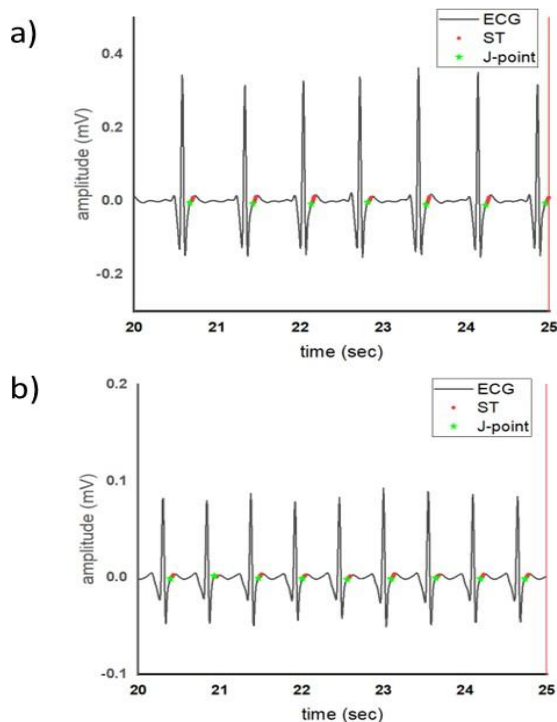 a)
ECG
ST
J-point
0.4
0.2
0.0
-0.2
amplitude (mV)
20 21 22 23 24 25
time (sec)
b)
ECG
ST
J-point
0.2
0.1
0.0
-0.1
amplitude (mV)
20 21 22 23 24 25
time (sec)